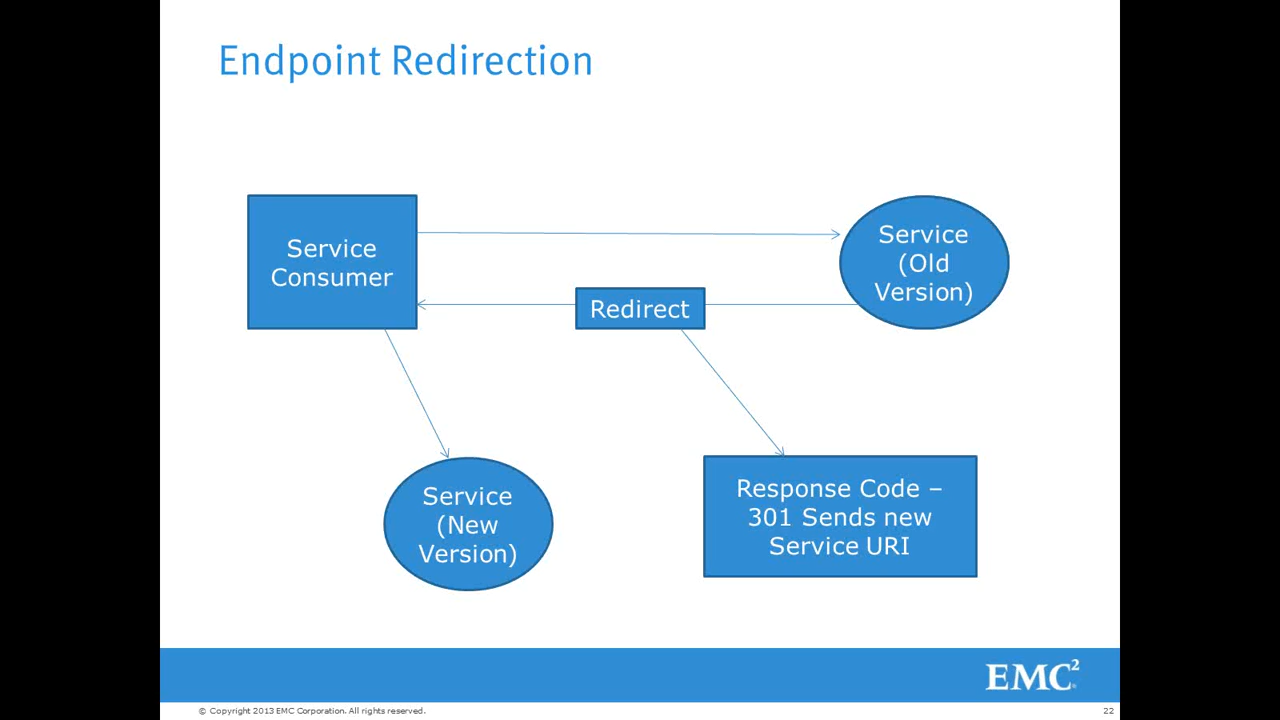 Endpoint Redirection
Service
Consumer
Service
(Old
Version)
Redirect
Service
(New
Version)
Response Code –
301 Sends new
Service URI
EMC²
© Copyright 2013 EMC Corporation. All rights reserved.
22